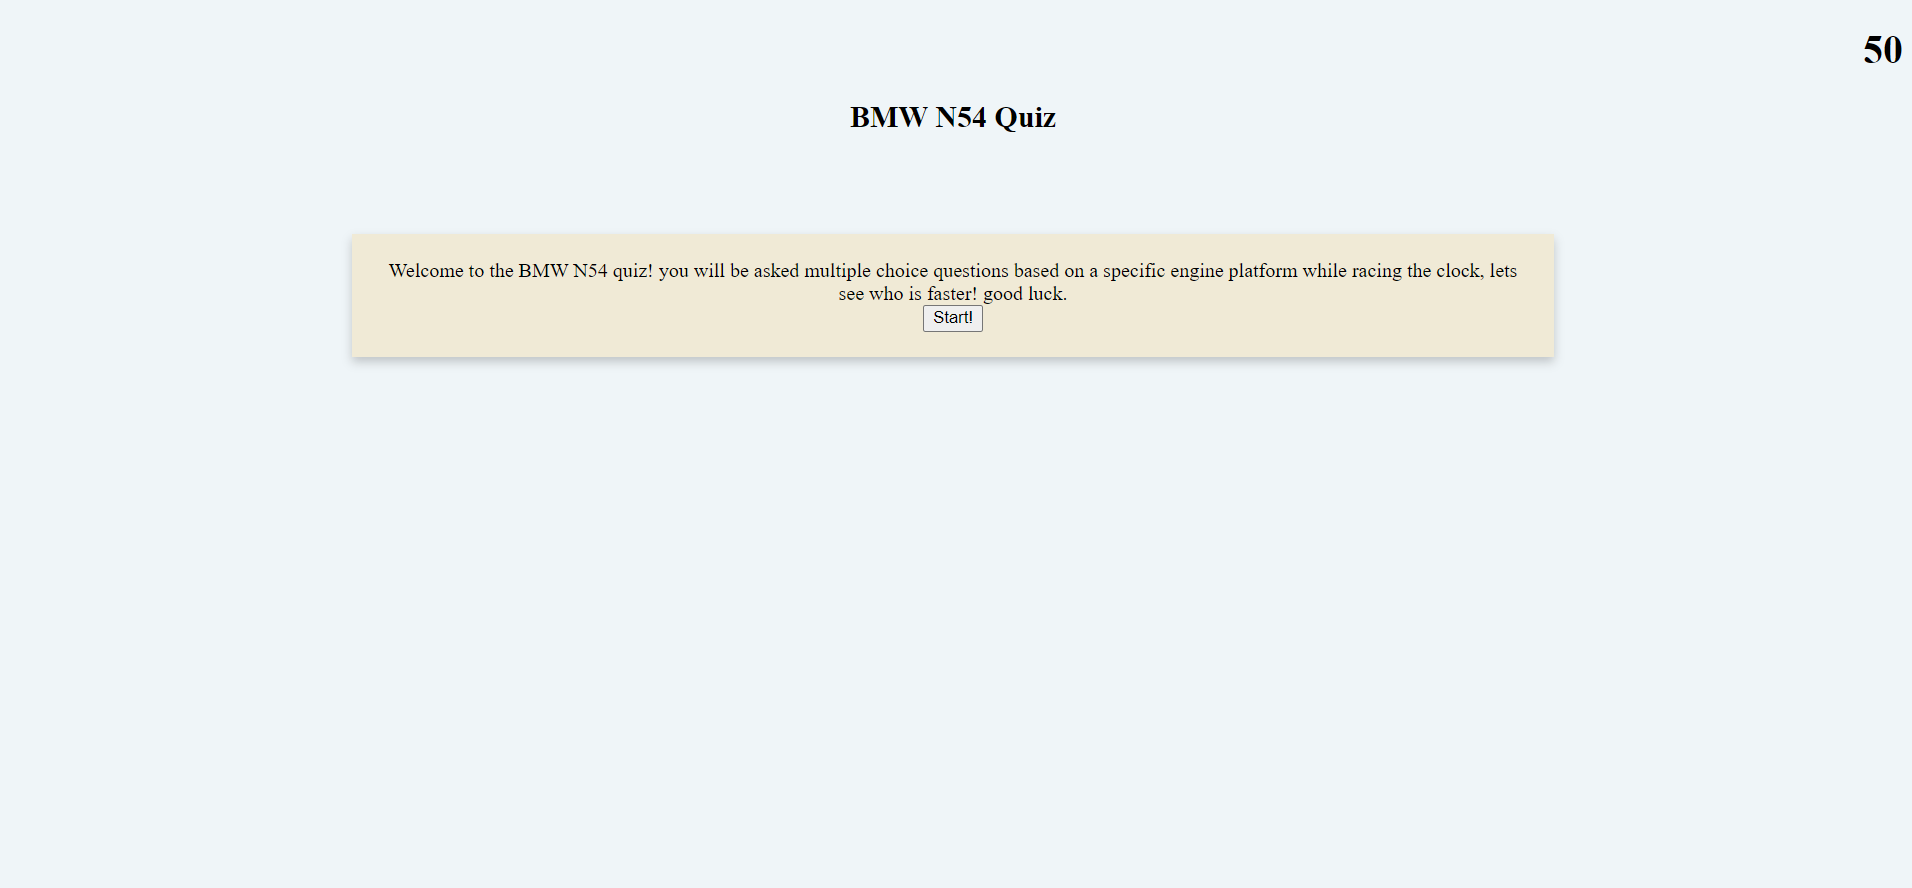 50
BMW N54 Quiz
Welcome to the BMW N54 quiz! you will be asked multiple choice questions based on a specific engine platform while racing the clock, lets
see who is faster! good luck.
Start!